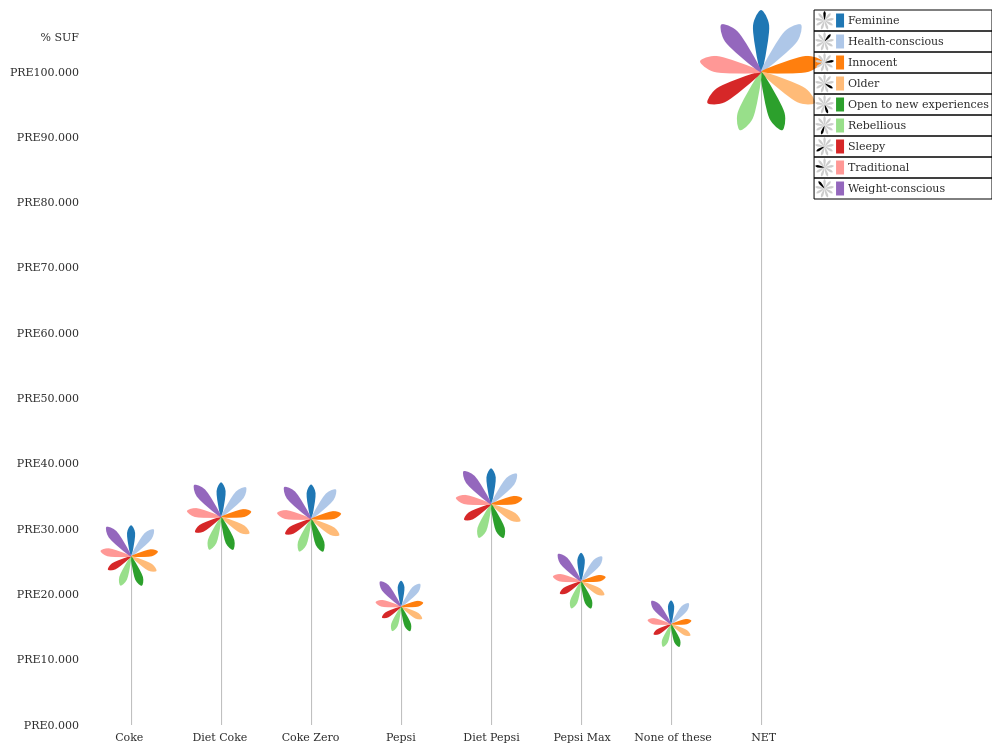 % SUF
PRE100.000
PRE90.000
PRE80.000
PRE70.000
PRE60.000
PRE50.000
PRE40.000
PRE30.000
PRE20.000
PRE10.000
PRE0.000
Coke
Diet Coke
Coke Zero
Pepsi
Diet Pepsi
Pepsi Max
None of these
NET
Feminine
Health-conscious
Innocent
Older
Open to new experiences
Rebellious
Sleepy
Traditional
Weight-conscious